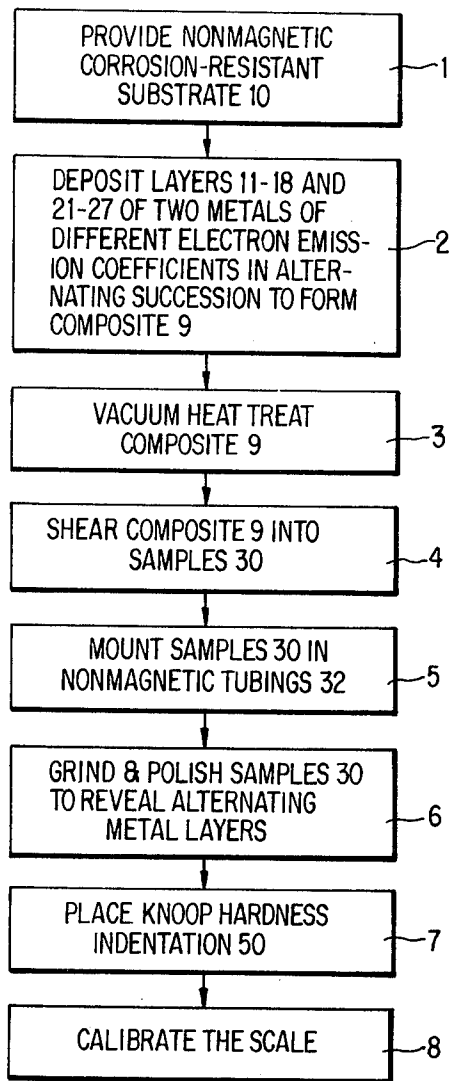 PROVIDE NONMAGNETIC
CORROSION-RESISTANT
SUBSTRATE 10
1
DEPOSIT LAYERS 11-18 AND
21-27 OF TWO METALS OF
DIFFERENT ELECTRON EMIS-
SION COEFFICIENTS IN ALTER-
NATING SUCCESSION TO FORM
COMPOSITE 9
2
VACUUM HEAT TREAT
COMPOSITE 9
3
SHEAR COMPOSITE 9 INTO
SAMPLES 30
4
MOUNT SAMPLES 30 IN
NONMAGNETIC TUBINGS 32
5
GRIND & POLISH SAMPLES 30
TO REVEAL ALTERNATING
METAL LAYERS
6
PLACE KNOOP HARDNESS
INDENTATION 50
7
CALIBRATE THE SCALE
8